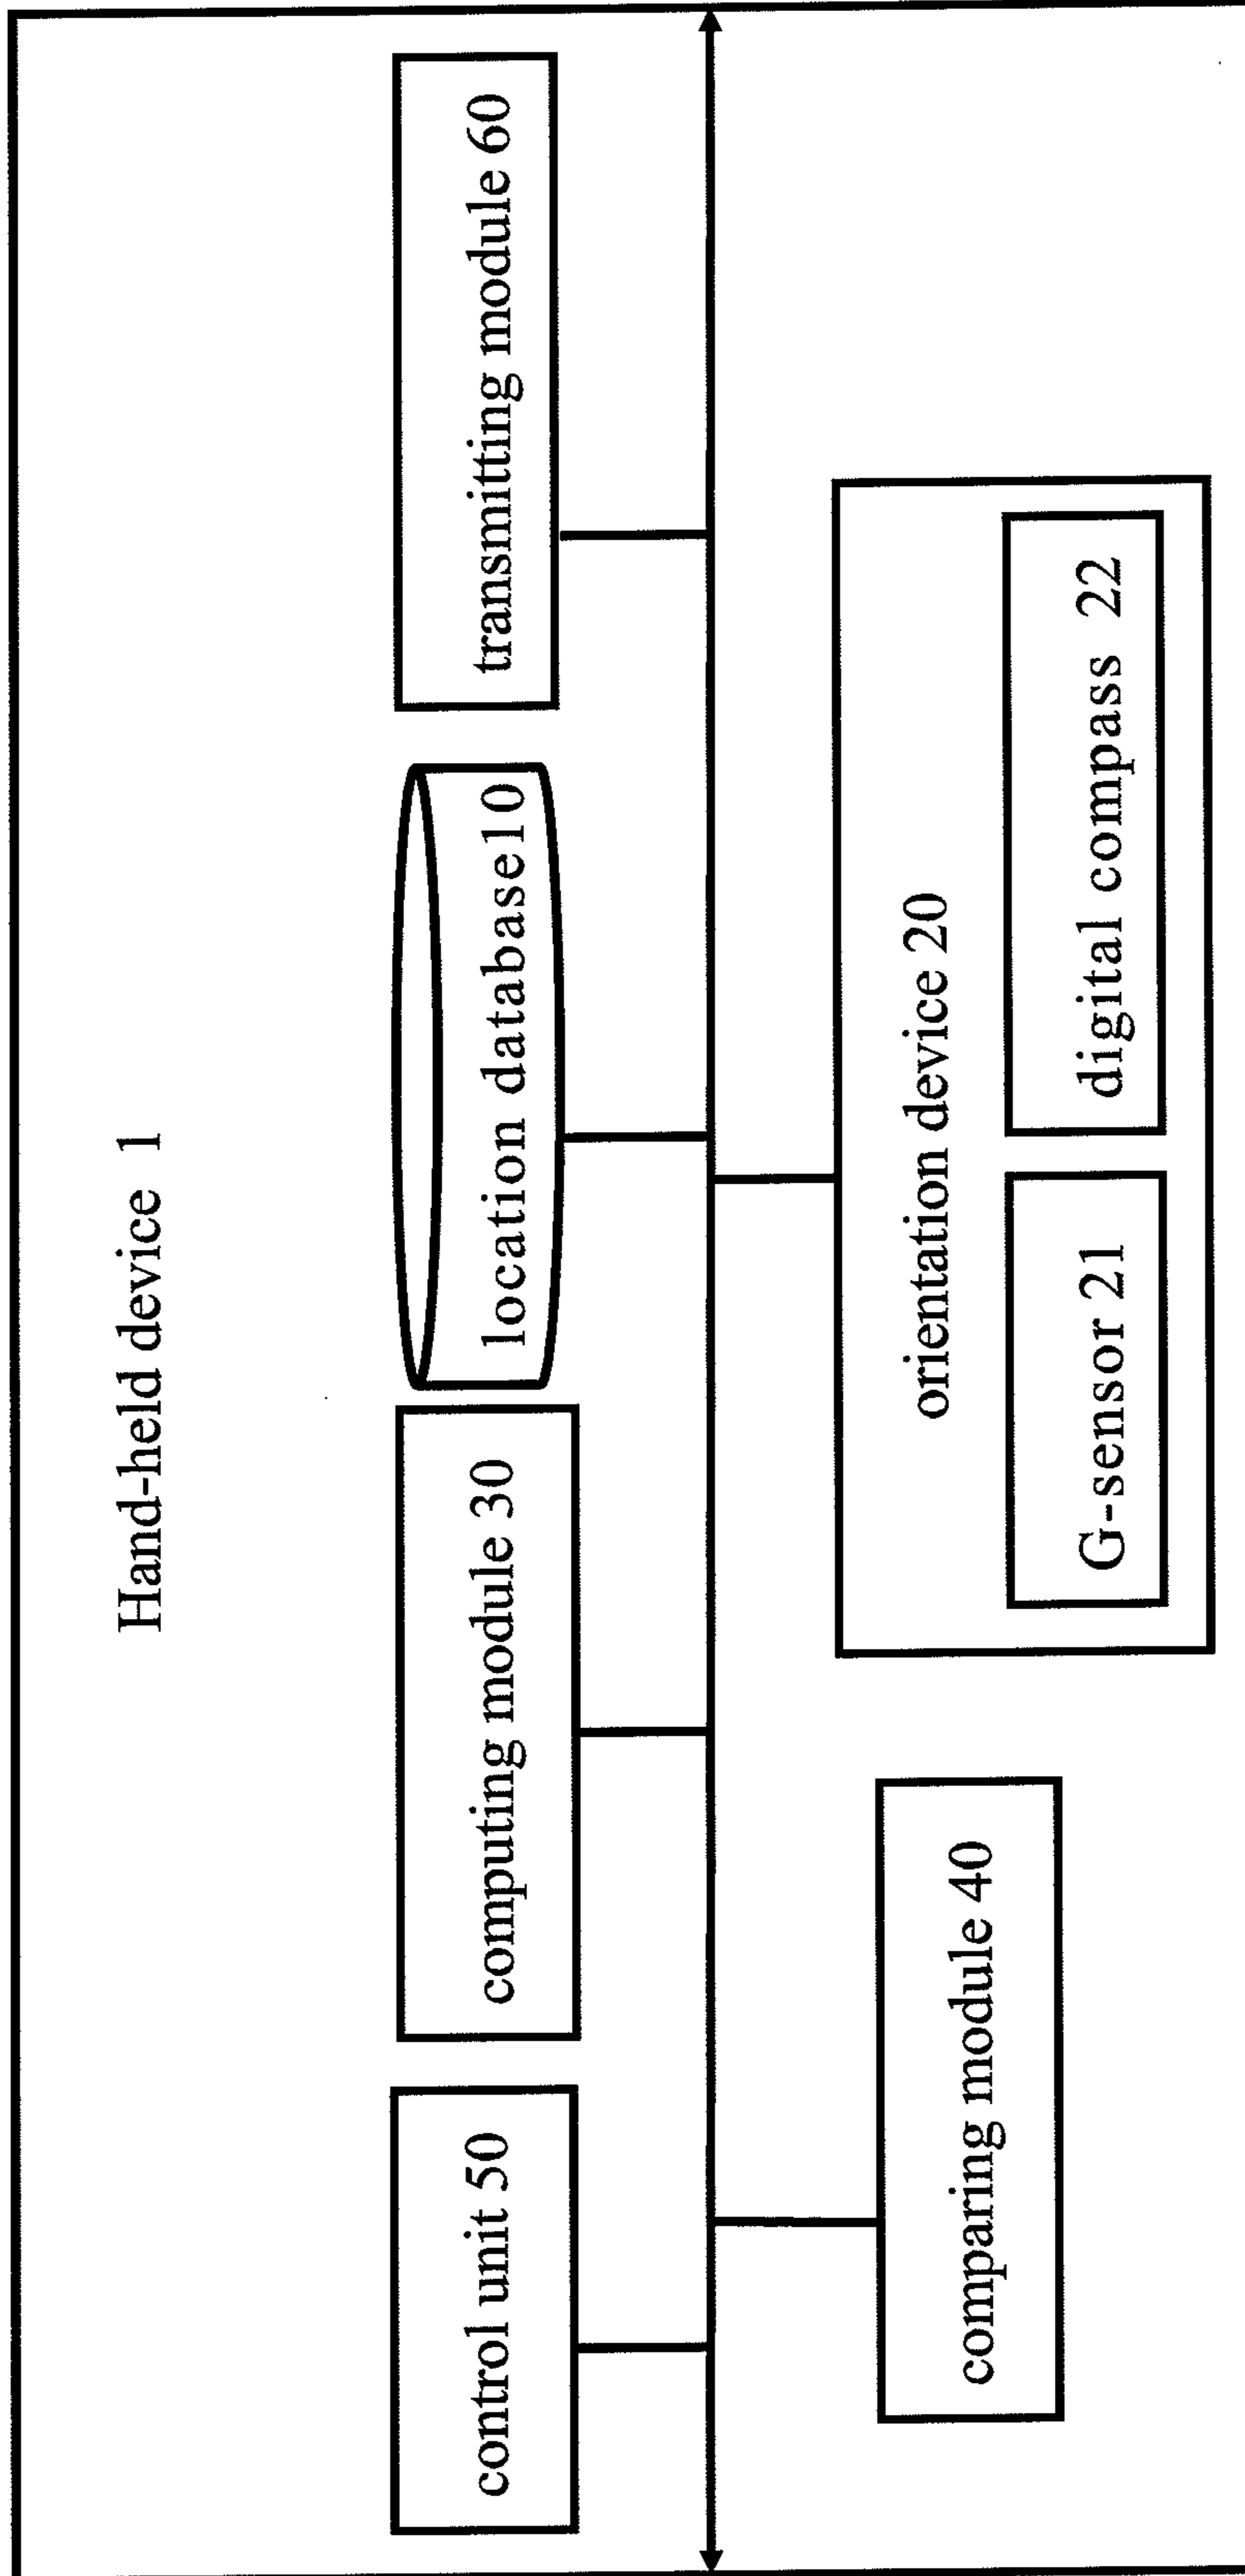 Hand-held device 1
control unit 50
computing module 30
location database10
transmitting module 60
comparing module 40
orientation device 20
G-sensor 21
digital compass 22